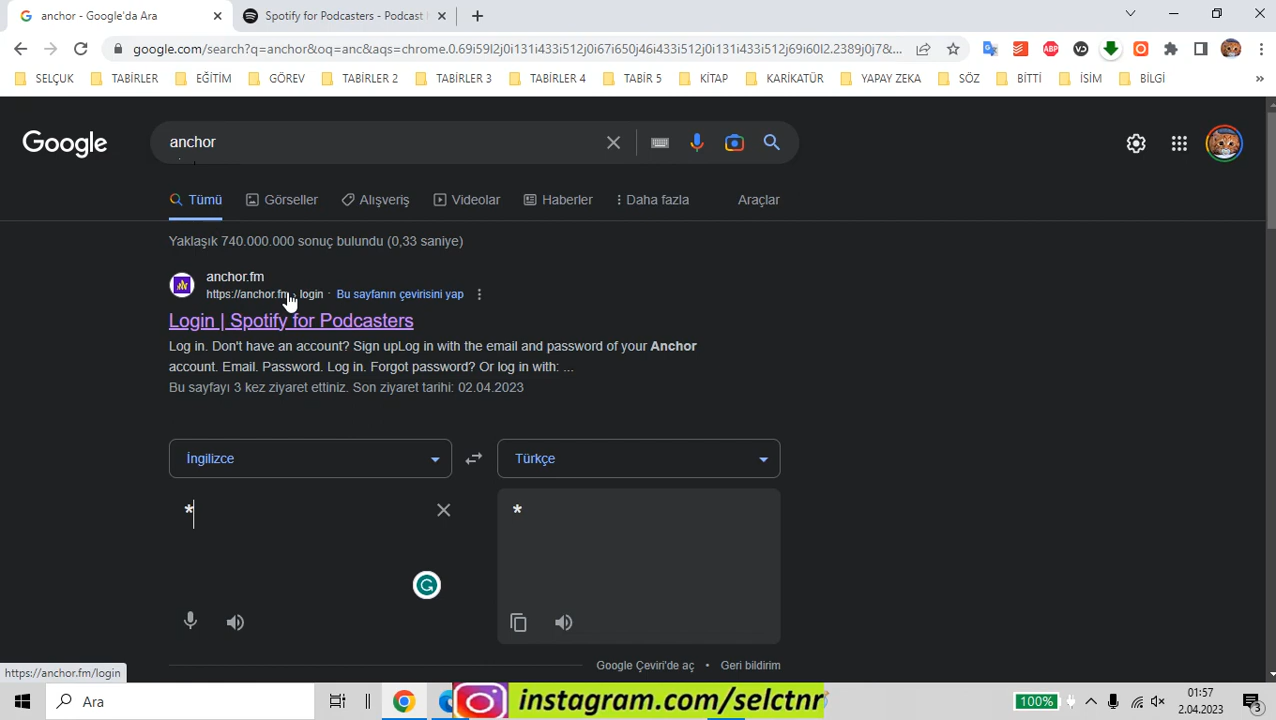 anchor - Google'da Ara
Spotify for Podcasters - Podcast
google.com/search?q=anchor&oq=anc&aqs=chrome.0.69i59l2j0i131i433i512j0i67i650j46i433i512j0i131i433i512j69i60l2.2389j0j7&...
SELÇUK
TABİRLER
EĞİTİM
GÖREV
TABİRLER 2
TABİRLER 3
TABİRLER 4
TABİR 5
KİTAP
KARİKATÜR
YAPAY ZEKA
SÖZ
BİTTİ
İSİM
BİLGİ
»
Google
anchor
Tümü
Görseller
Alışveriş
Videolar
Haberler
Daha fazla
Araçlar
Yaklaşık 740.000.000 sonuç bulundu (0,33 saniye)
anchor.fm
https://anchor.fm › login · Bu sayfanın çevirisini yap
Login | Spotify for Podcasters
Log in. Don't have an account? Sign upLog in with the email and password of your Anchor
account. Email. Password. Log in. Forgot password? Or log in with: ...
Bu sayfayı 3 kez ziyaret ettiniz. Son ziyaret tarihi: 02.04.2023
İngilizce
Türkçe
*
*
Google Çeviri'de aç • Geri bildirim
https://anchor.fm/login
Ara
instagram.com/selctnr
100%
01:57
2.04.2023
3